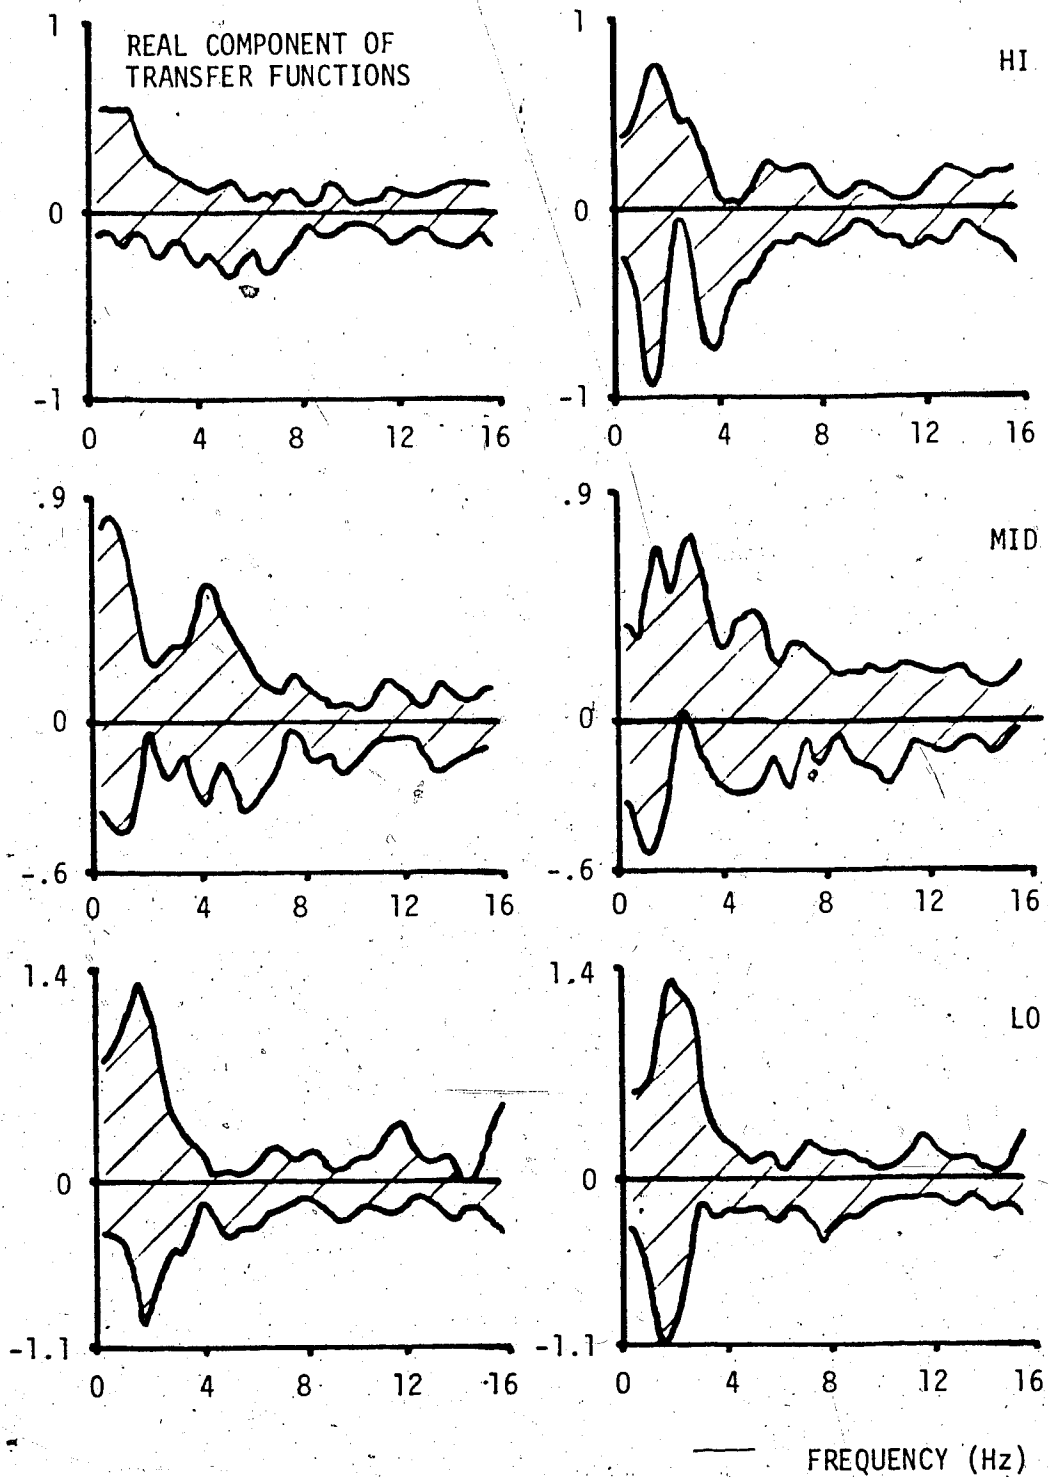 REAL COMPONENT OF
TRANSFER FUNCTIONS
1
0
-1
0 4 8 12 16
HI
1
0
-1
0 4 8 12 16
.9
0
-.6
0 4 8 12 16
MID
.9
0
-.6
0 4 8 12 16
1.4
0
-1.1
0 4 8 12 16
LO
1.4
0
-1.1
0 4 8 12 16
FREQUENCY (Hz)